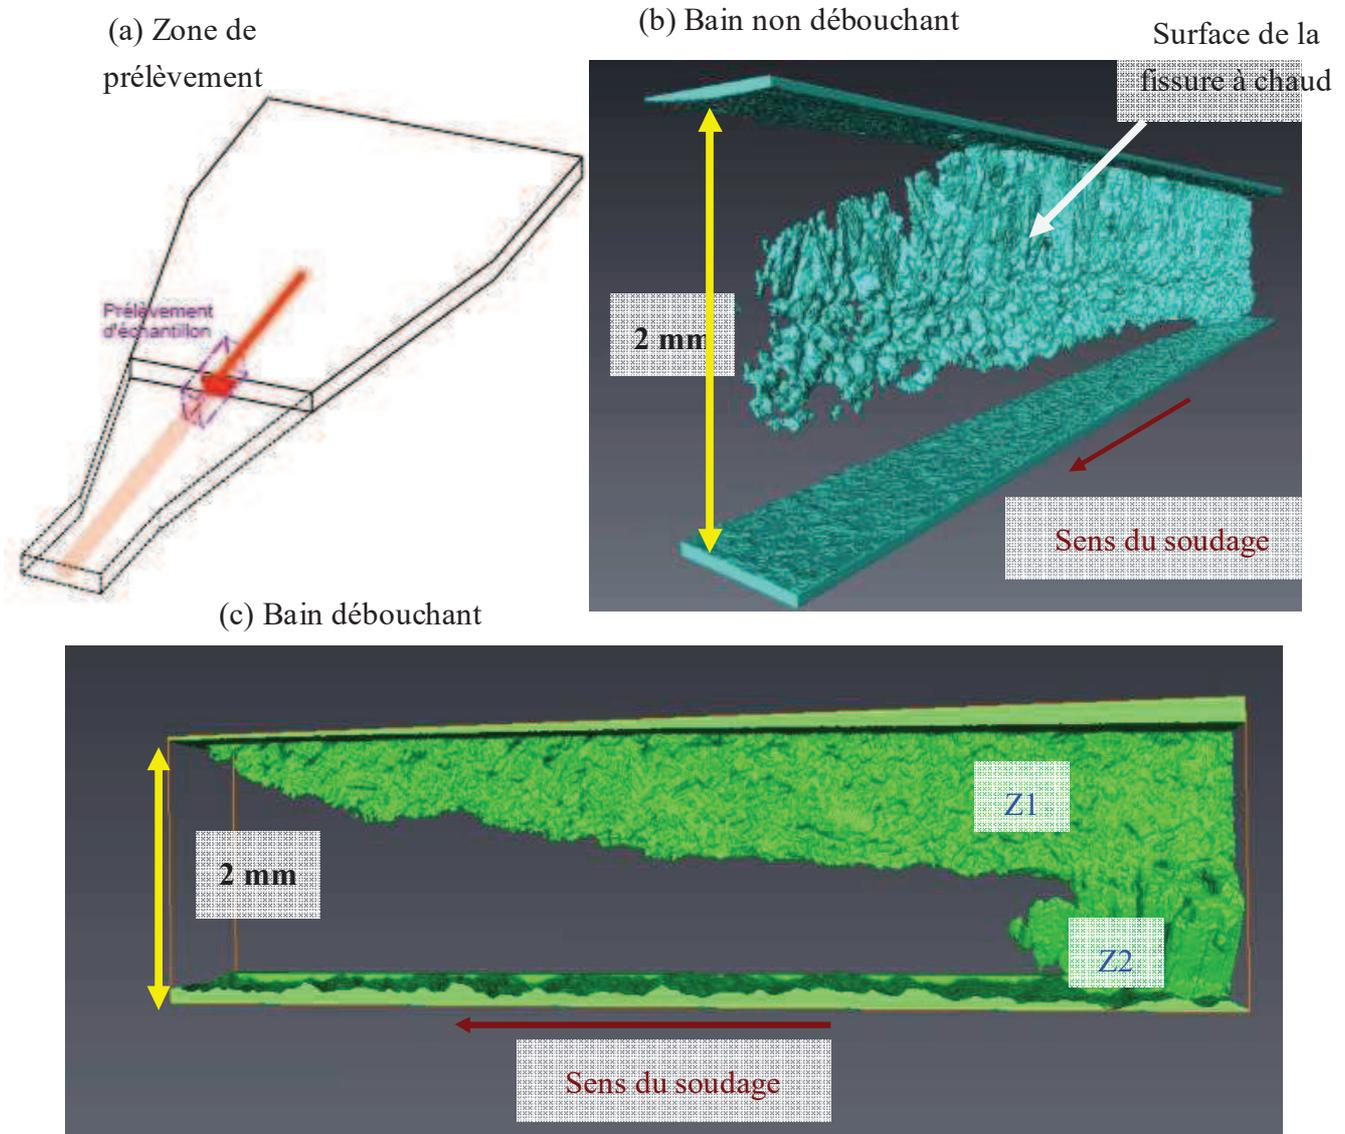 (a) Zone de
prélèvement
(b) Bain non débouchant
Surface de la
fissure à chaud
Prélèvement
d'échantillon
2 mm
Sens du soudage
(c) Bain débouchant
Z1
2 mm
Z2
Sens du soudage